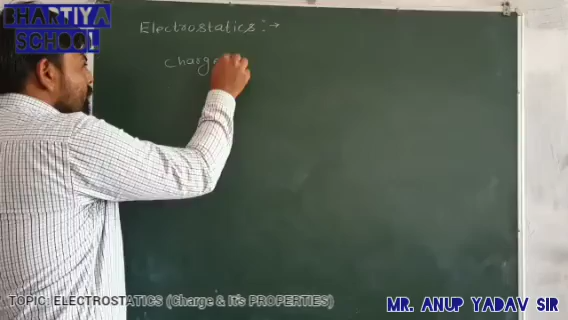 BHARTIYA
SCHOOL
Electrostatics :→
charge
TOPIC ELECTROSTATICS (Charge & It's PROPERTIES)
MR. ANUP YADAV SIR